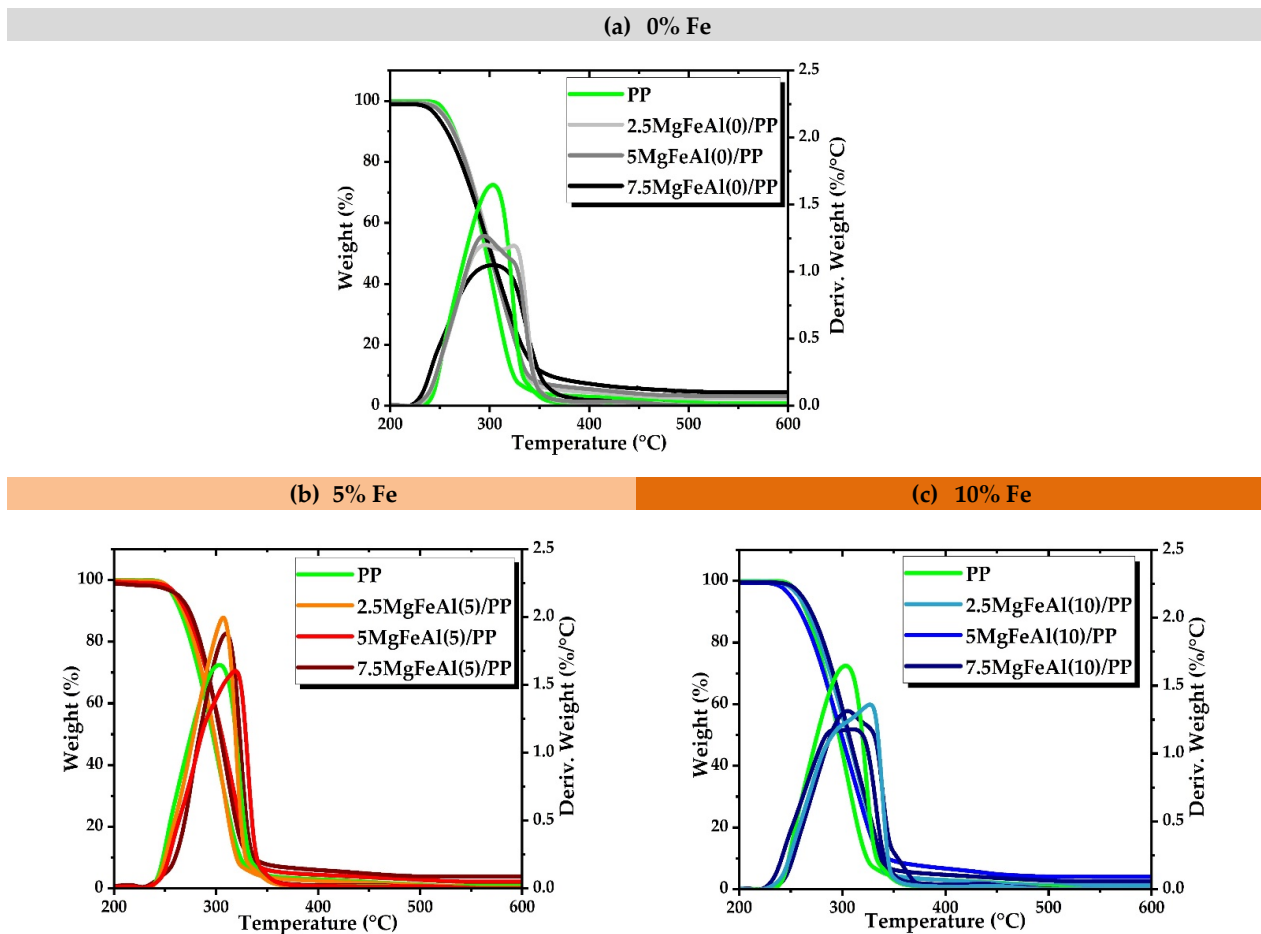 (a) 0% Fe
2.5
100
80
60
40
20
0
Weight (%)
PP
2.5MgFeAl(0)/PP
5MgFeAl(0)/PP
7.5MgFeAl(0)/PP
2.0
1.5
1.0
0.5
0.0
Deriv. Weight (%/°C)
200 300 400 500 600
Temperature (°C)
(b) 5% Fe
(c) 10% Fe
100
80
60
40
20
0
Weight (%)
PP
2.5MgFeAl(5)/PP
5MgFeAl(5)/PP
7.5MgFeAl(5)/PP
2.5
2.0
1.5
1.0
0.5
0.0
Deriv. Weight (%/°C)
200 300 400 500 600
Temperature (°C)
100
80
60
40
20
0
Weight (%)
PP
2.5MgFeAl(10)/PP
5MgFeAl(10)/PP
7.5MgFeAl(10)/PP
2.5
2.0
1.5
1.0
0.5
0.0
Deriv. Weight (%/°C)
200 300 400 500 600
Temperature (°C)